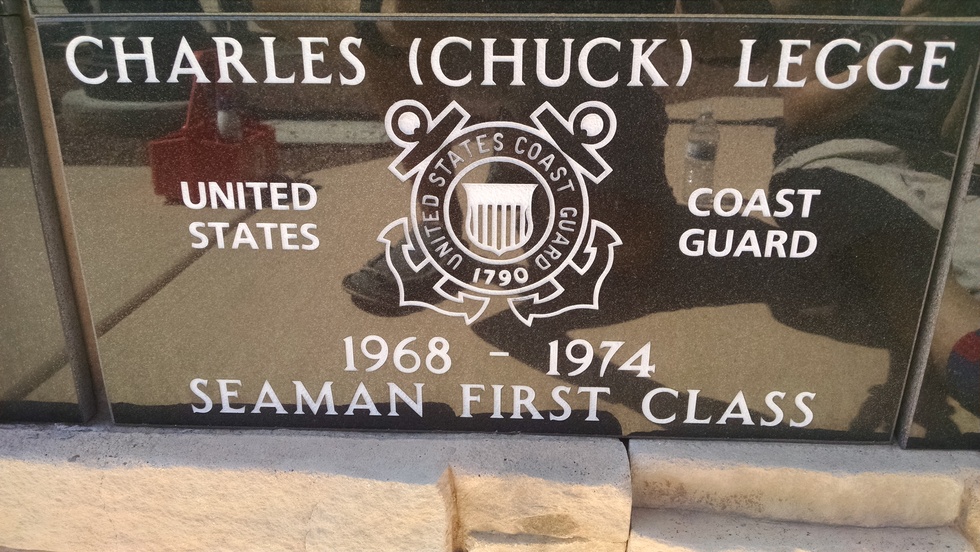 CHARLES (CHUCK) LEGGE
UNITED STATES COAST GUARD
1790
UNITED
STATES
COAST
GUARD
1968 - 1974
SEAMAN FIRST CLASS